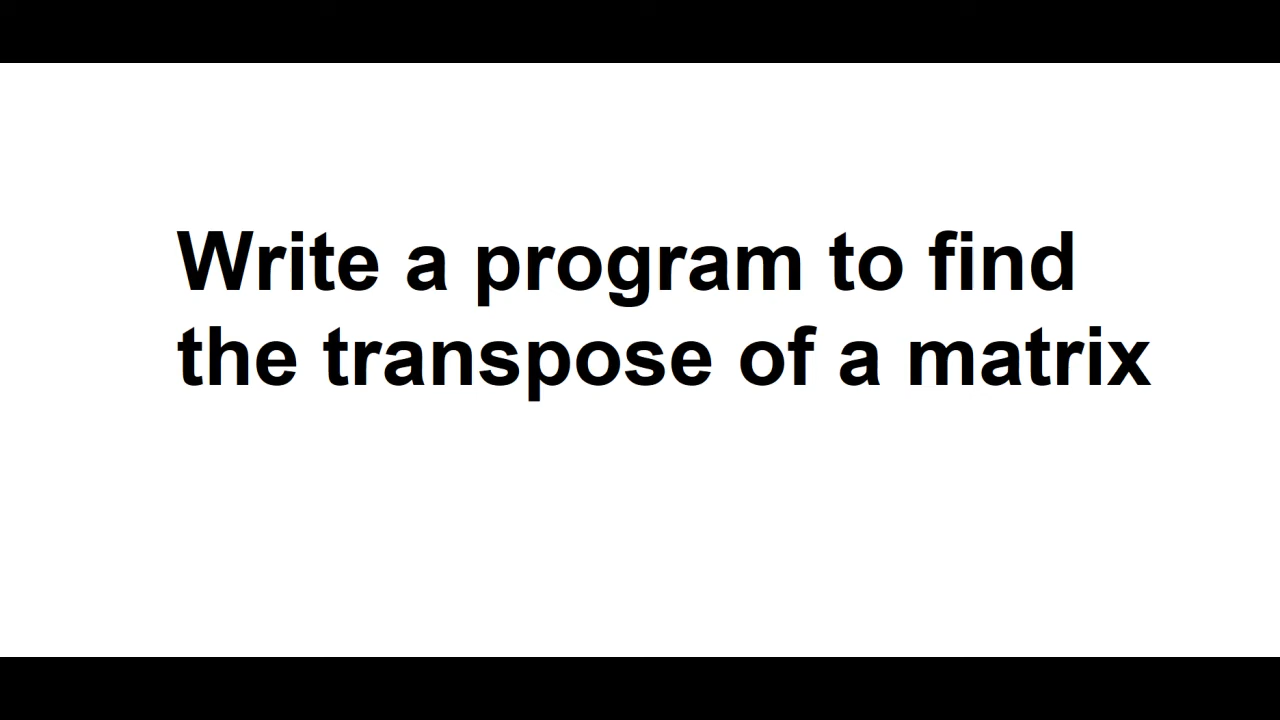 Write a program to find
the transpose of a matrix